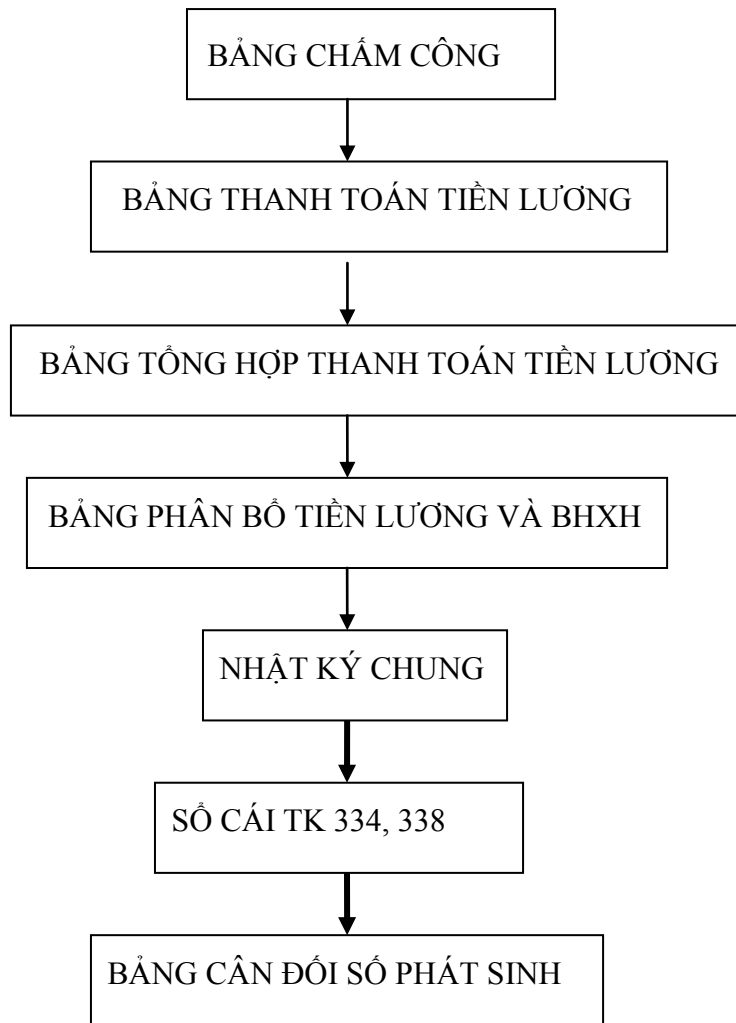 BẢNG CHẤM CÔNG
BẢNG THANH TOÁN TIỀN LƯƠNG
BẢNG TỔNG HỢP THANH TOÁN TIỀN LƯƠNG
BẢNG PHÂN BỔ TIỀN LƯƠNG VÀ BHXH
NHẬT KÝ CHUNG
SỔ CÁI TK 334, 338
BẢNG CÂN ĐỐI SỐ PHÁT SINH